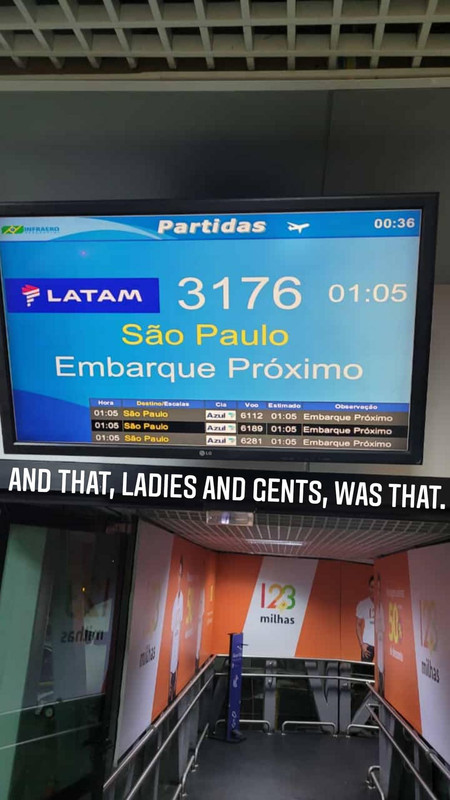 INFRAERO
Partidas
00:36
LATAM 3176 01:05
São Paulo
Embarque Próximo
Hora Destino/Escalas Cia Voo Estimado Observação
01:05 São Paulo Azul 6112 01:05 Embarque Próximo
01:05 São Paulo Azul 6189 01:05 Embarque Próximo
01:05 São Paulo Azul 6281 01:05 Embarque Próximo
LG
AND THAT, LADIES AND GENTS, WAS THAT.
123
milhas
milhas
milhas
50%
123
milhas